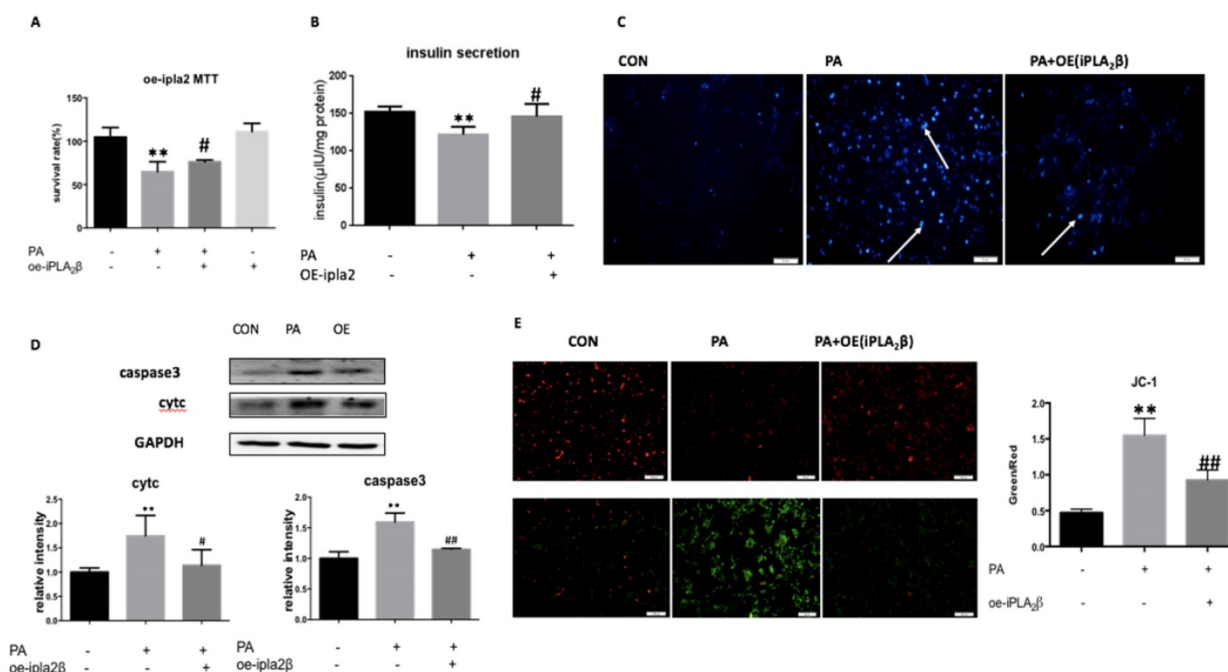 A
oe-ipla2 MTT
survival rate(%)
150
100
50
0
**
#
PA - + + -
oe-iPLA₂β - - + +
B
insulin secretion
insulin(µIU/mg protein)
200
150
100
50
0
**
#
PA - + +
OE-ipla2 - - +
C
CON PA PA+OE(iPLA₂β)
D
CON PA OE
caspase3
cytc
GAPDH
cytc
relative intensity
2.5
2.0
1.5
1.0
0.5
0.0
**
#
PA - + +
oe-ipla2β - - +
caspase3
relative intensity
2.0
1.5
1.0
0.5
0.0
**
##
PA - + +
oe-ipla2β - - +
E
CON PA PA+OE(iPLA₂β)
JC-1
Green/Red
2.0
1.5
1.0
0.5
0.0
**
##
PA - + +
oe-iPLA₂β - - +